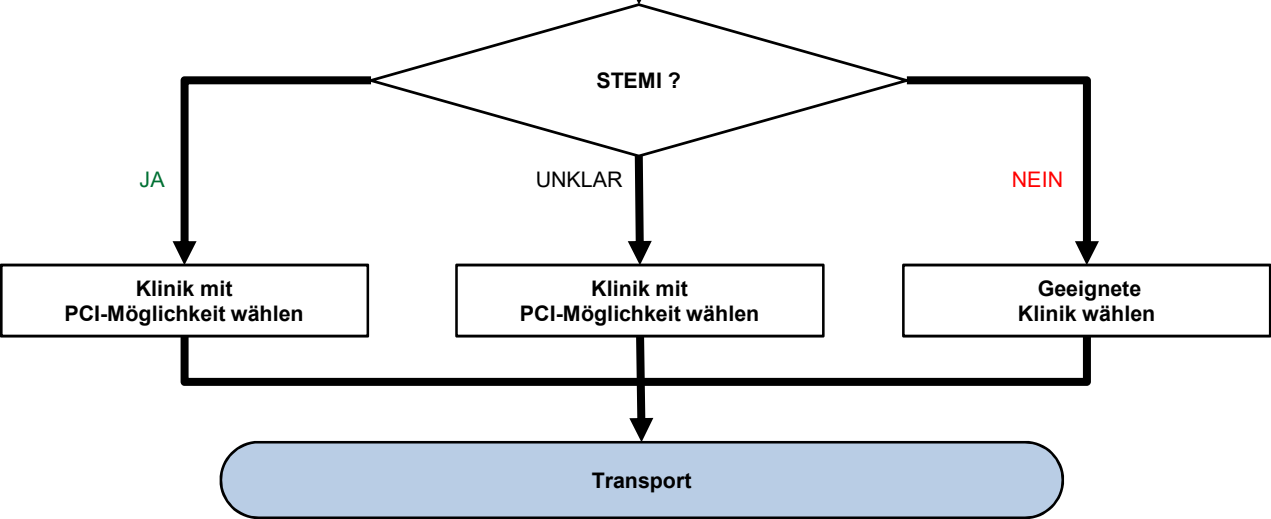 STEMI ?
JA
UNKLAR
NEIN
Klinik mit
PCI-Möglichkeit wählen
Klinik mit
PCI-Möglichkeit wählen
Geeignete
Klinik wählen
Transport